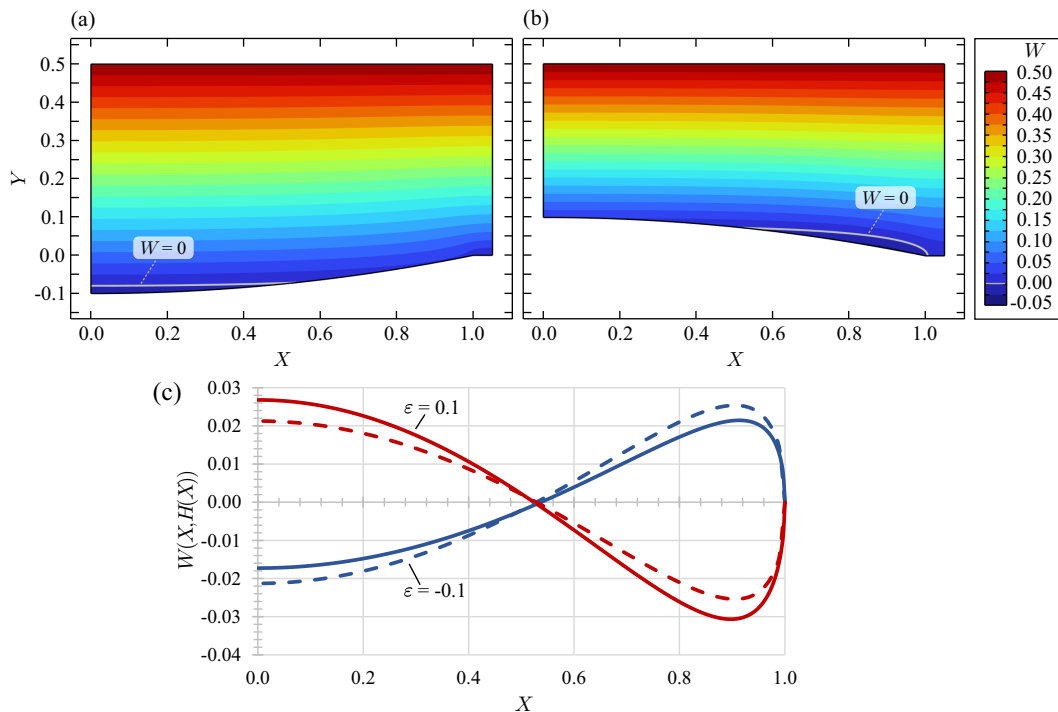 (a)
(b)
W
0.5
0.4
0.3
0.2
0.1
0.0
-0.1
Y
W = 0
W = 0
0.50
0.45
0.40
0.35
0.30
0.25
0.20
0.15
0.10
0.05
0.00
-0.05
0.0 0.2 0.4 0.6 0.8 1.0
0.0 0.2 0.4 0.6 0.8 1.0
X
X
(c)
0.03
0.02
0.01
0.00
-0.01
-0.02
-0.03
-0.04
W(X,H(X))
ε = 0.1
ε = -0.1
0.0 0.2 0.4 0.6 0.8 1.0
X